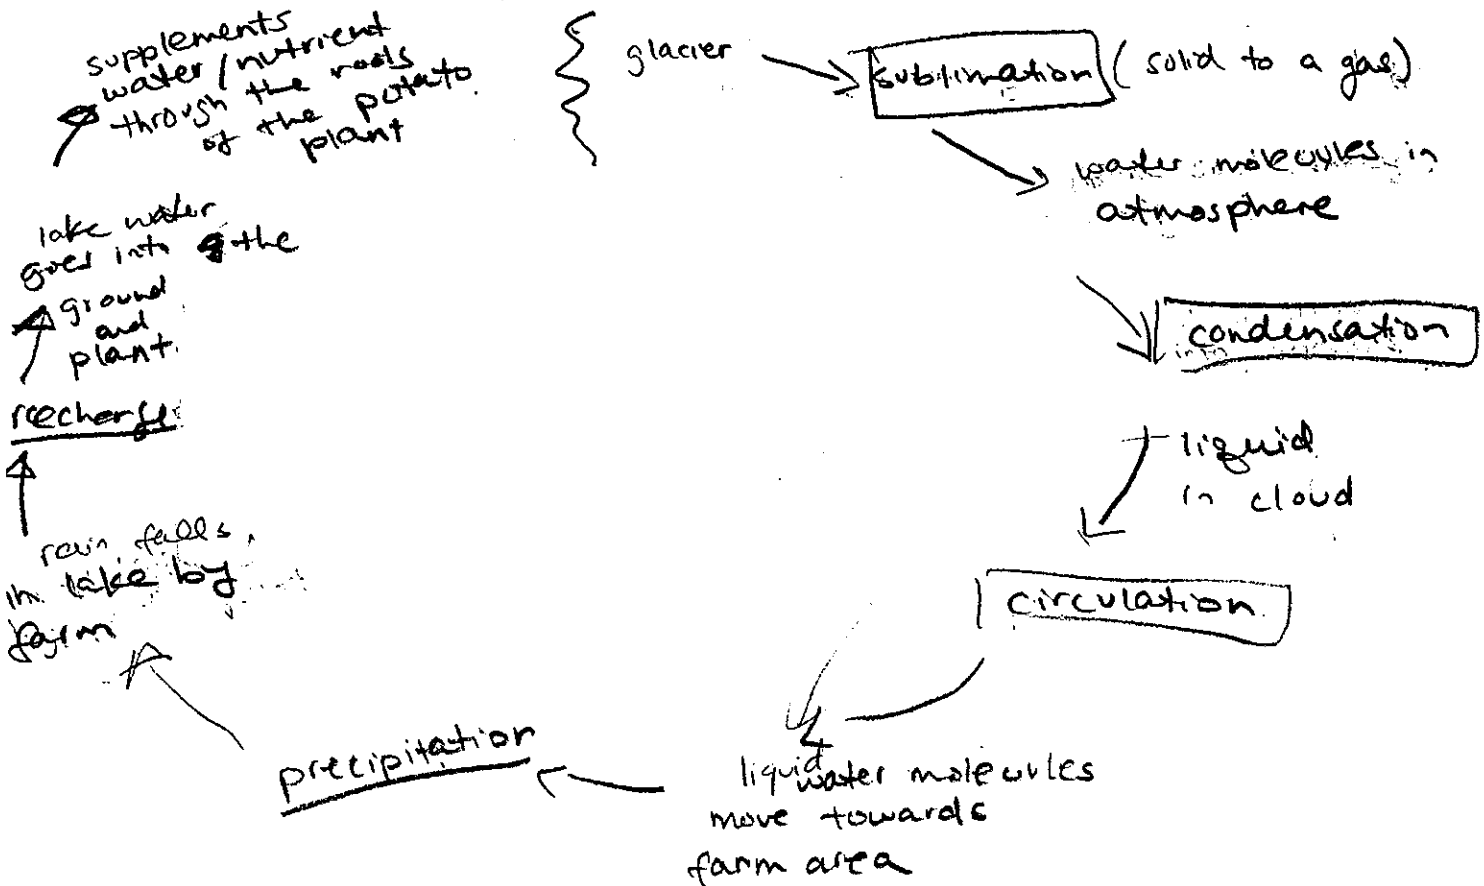 glacier
sublimation (solid to a gas)
water molecules in
atmosphere
condensation
liquid
in cloud
circulation
liquid water molecules
move towards
farm area
precipitation
rain falls
in lake by
farm
recharge
lake water
goes into the
ground
and
plant.
supplements
water/nutrient
through the roots
of the potato
plant